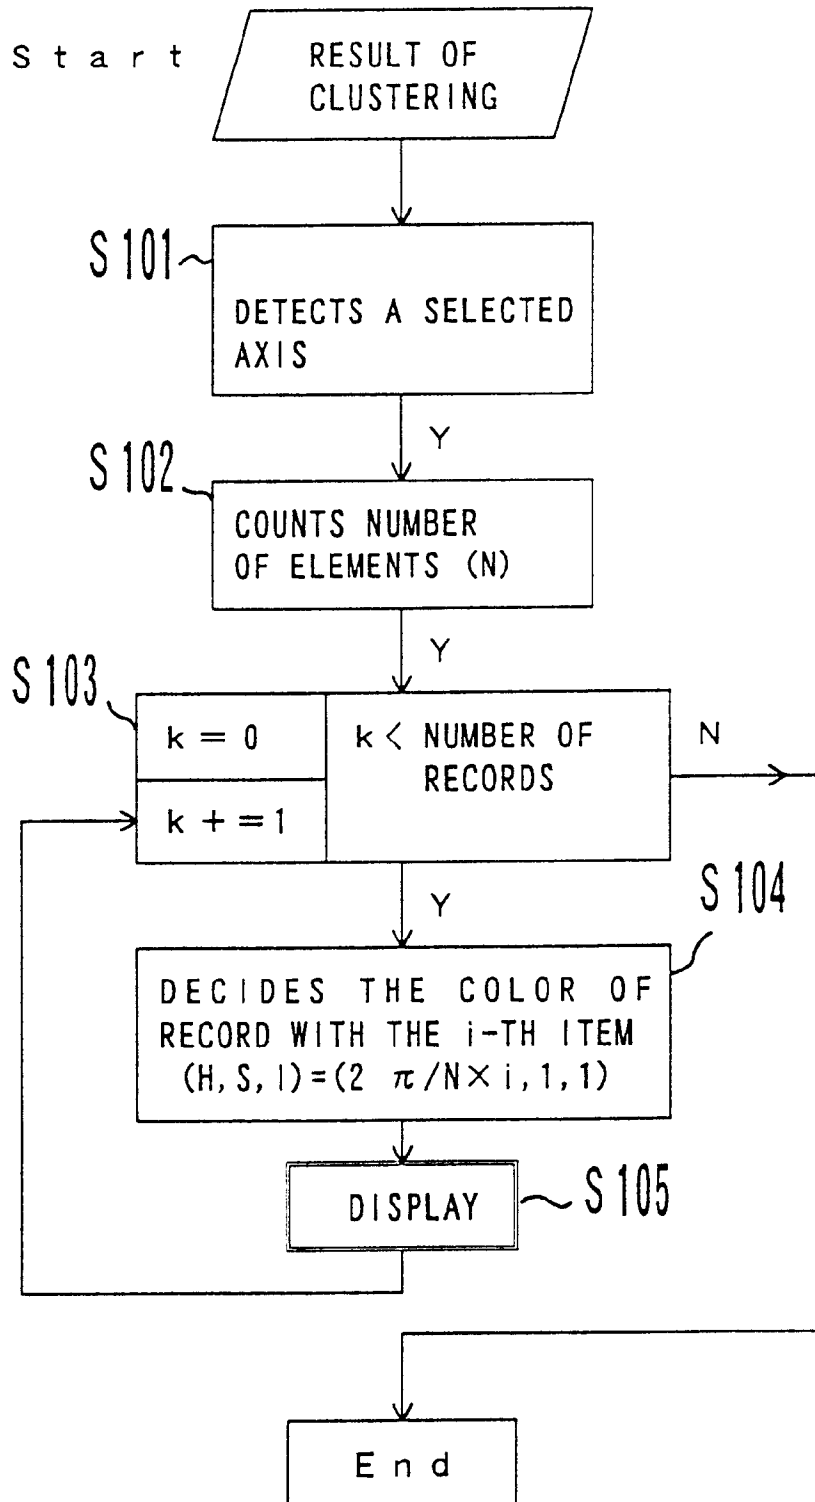 Start
RESULT OF
CLUSTERING
S101
DETECTS A SELECTED
AXIS
Y
S102
COUNTS NUMBER
OF ELEMENTS (N)
Y
S103
k = 0
k < NUMBER OF
RECORDS
N
k + = 1
Y
S104
DECIDES THE COLOR OF
RECORD WITH THE i-TH ITEM
(H, S, I)=(2 π/N× i, 1, 1)
DISPLAY
S105
End